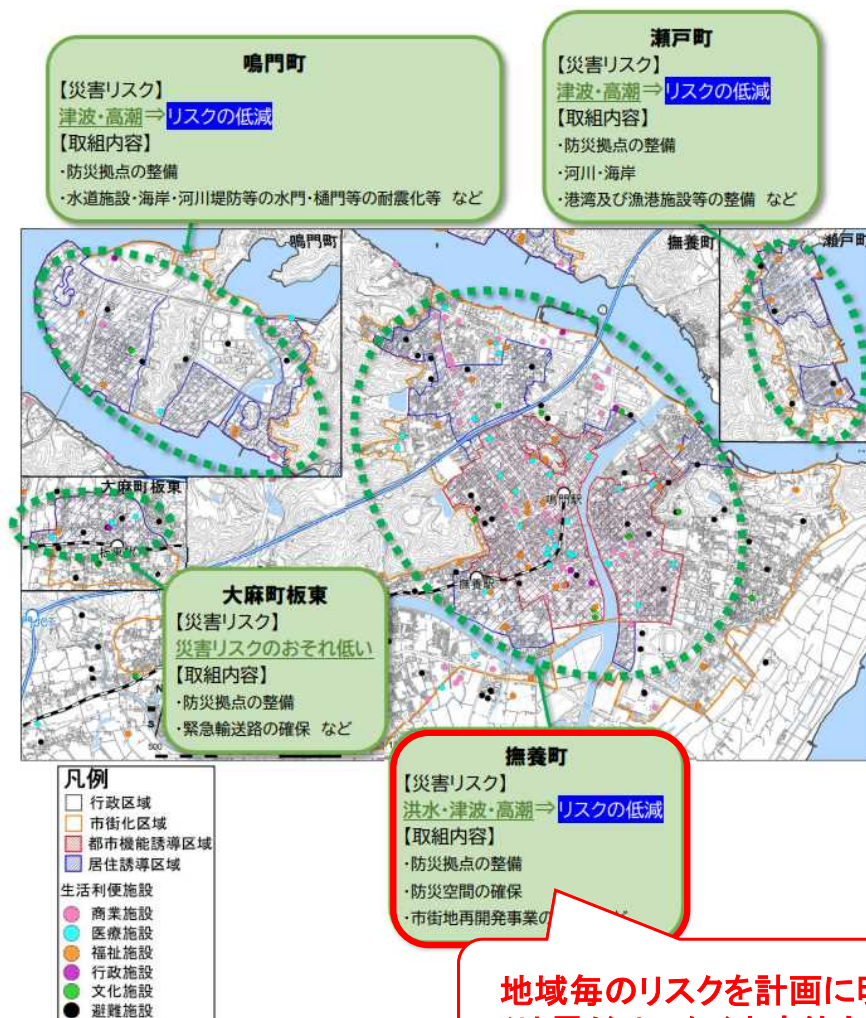 鳴門町
【災害リスク】
津波・高潮⇒リスクの低減
【取組内容】
・防災拠点の整備
・水道施設・海岸・河川堤防等の水門・樋門等の耐震化等 など
瀬戸町
【災害リスク】
津波・高潮⇒リスクの低減
【取組内容】
・防災拠点の整備
・河川・海岸
・港湾及び漁港施設等の整備 など
鳴門町
撫養町
瀬戸町
大麻町板東
鳴門駅
撫養駅
大麻町板東
【災害リスク】
災害リスクのおそれ低い
【取組内容】
・防災拠点の整備
・緊急輸送路の確保 など
N
S
500
撫養町
【災害リスク】
洪水・津波・高潮⇒リスクの低減
【取組内容】
・防災拠点の整備
・防災空間の確保
・市街地再開発事業の
凡例
行政区域
市街化区域
都市機能誘導区域
居住誘導区域
生活利便施設
商業施設
医療施設
福祉施設
行政施設
文化施設
避難施設
地域毎のリスクを計画に